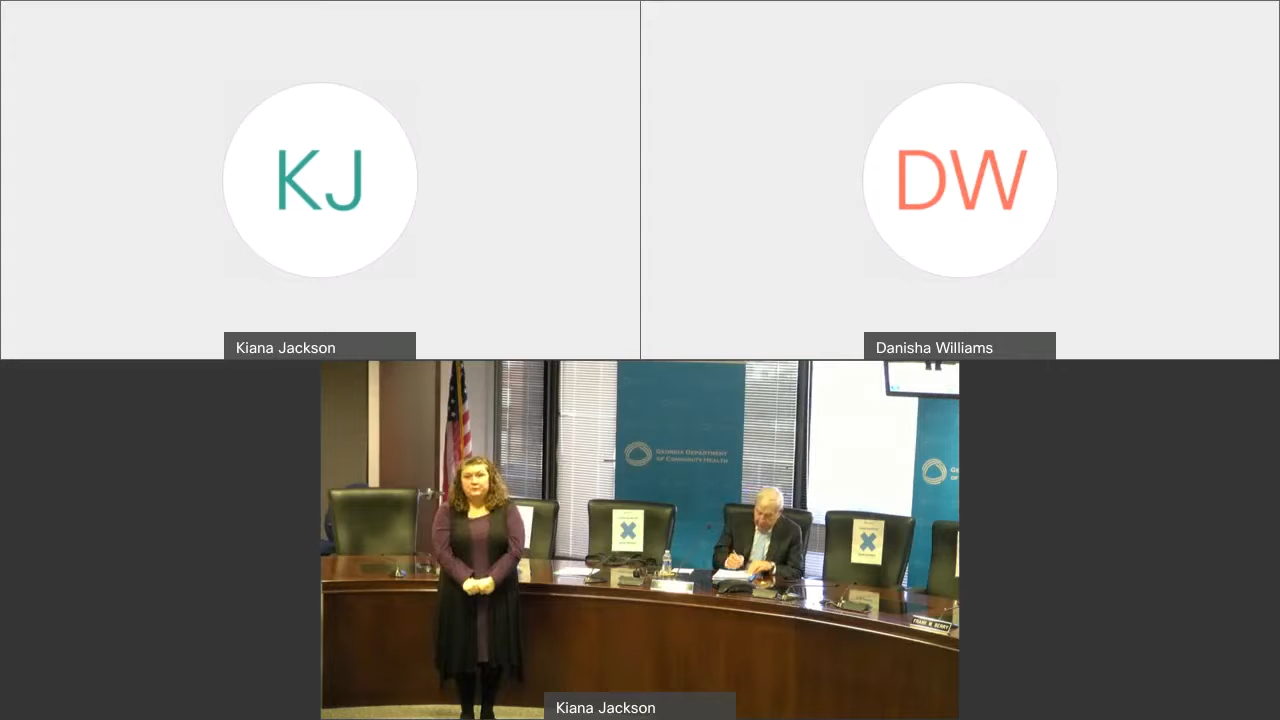 KJ
DW
Kiana Jackson
Danisha Williams
GEORGIA DEPARTMENT
OF COMMUNITY HEALTH
FRANK W. BERRY
Kiana Jackson